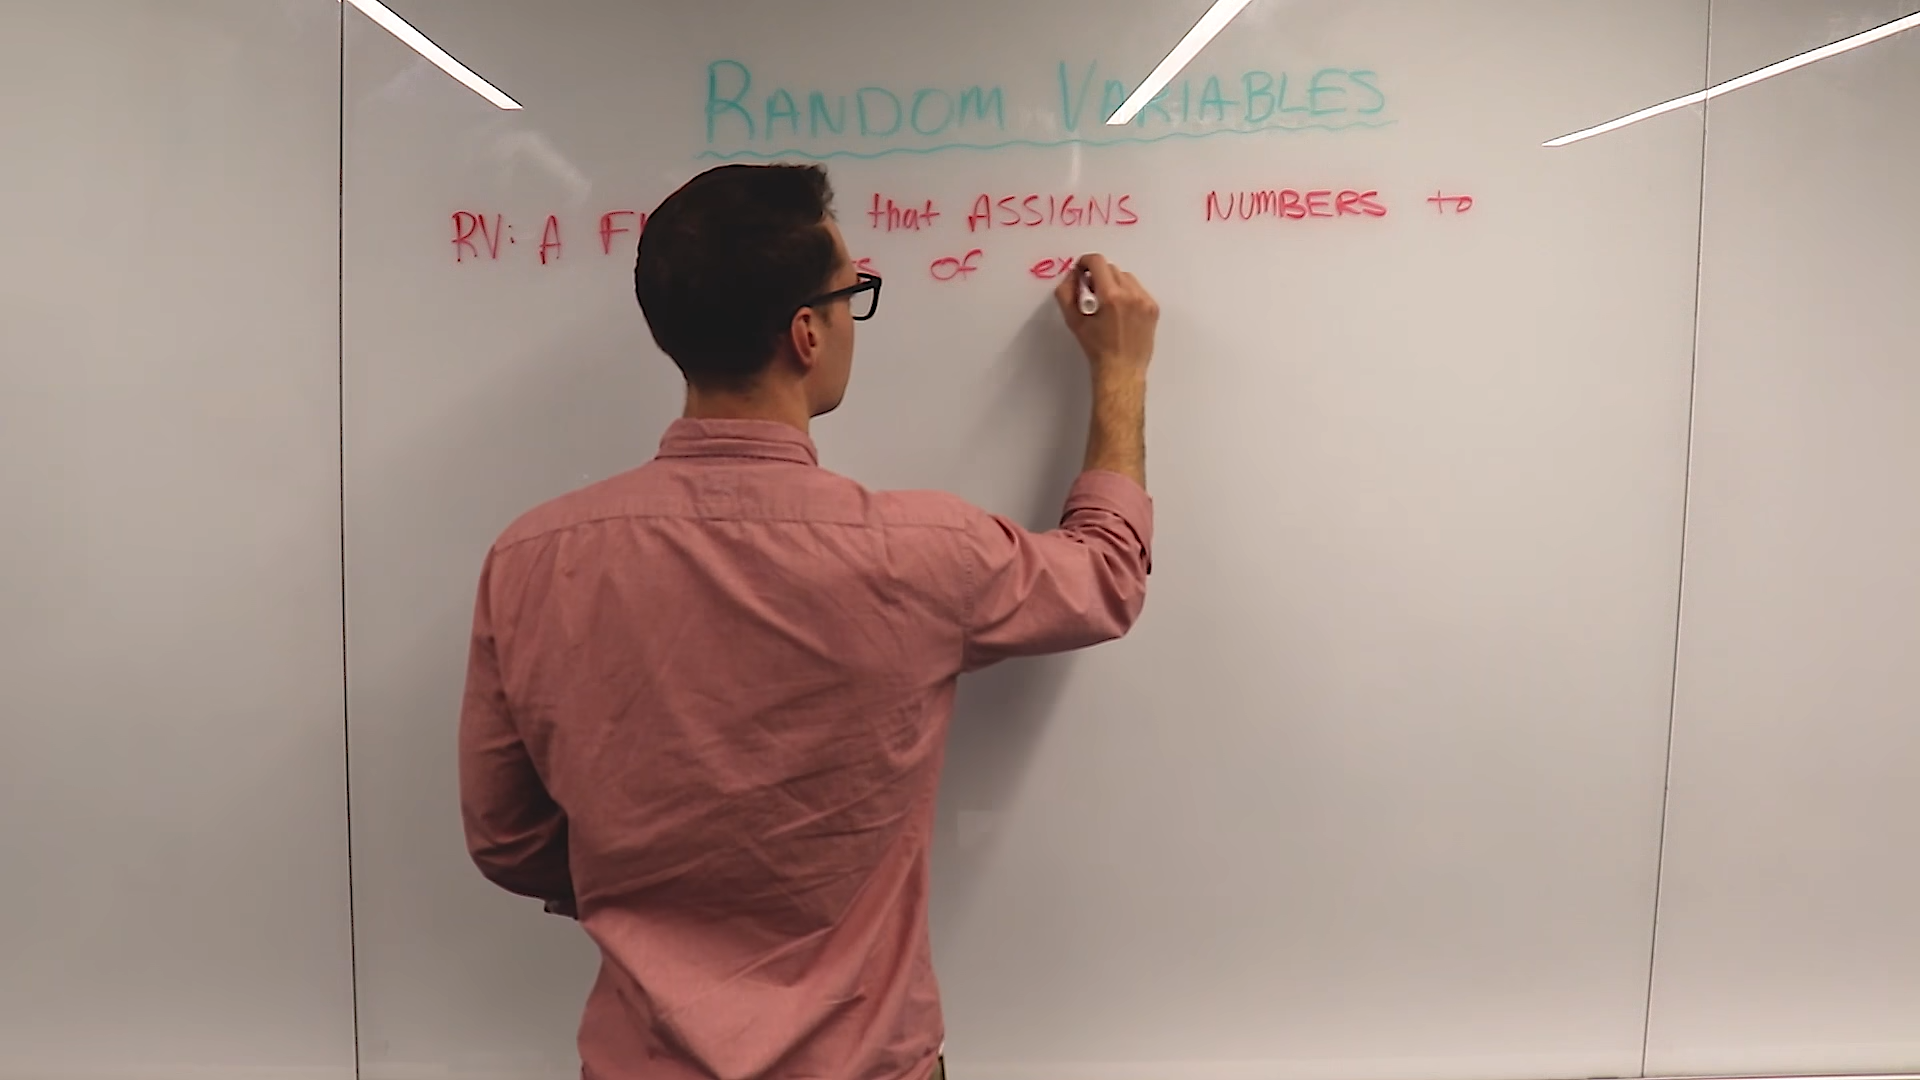 RANDOM VARIABLES
RV: A that ASSIGNS NUMBERS to
of